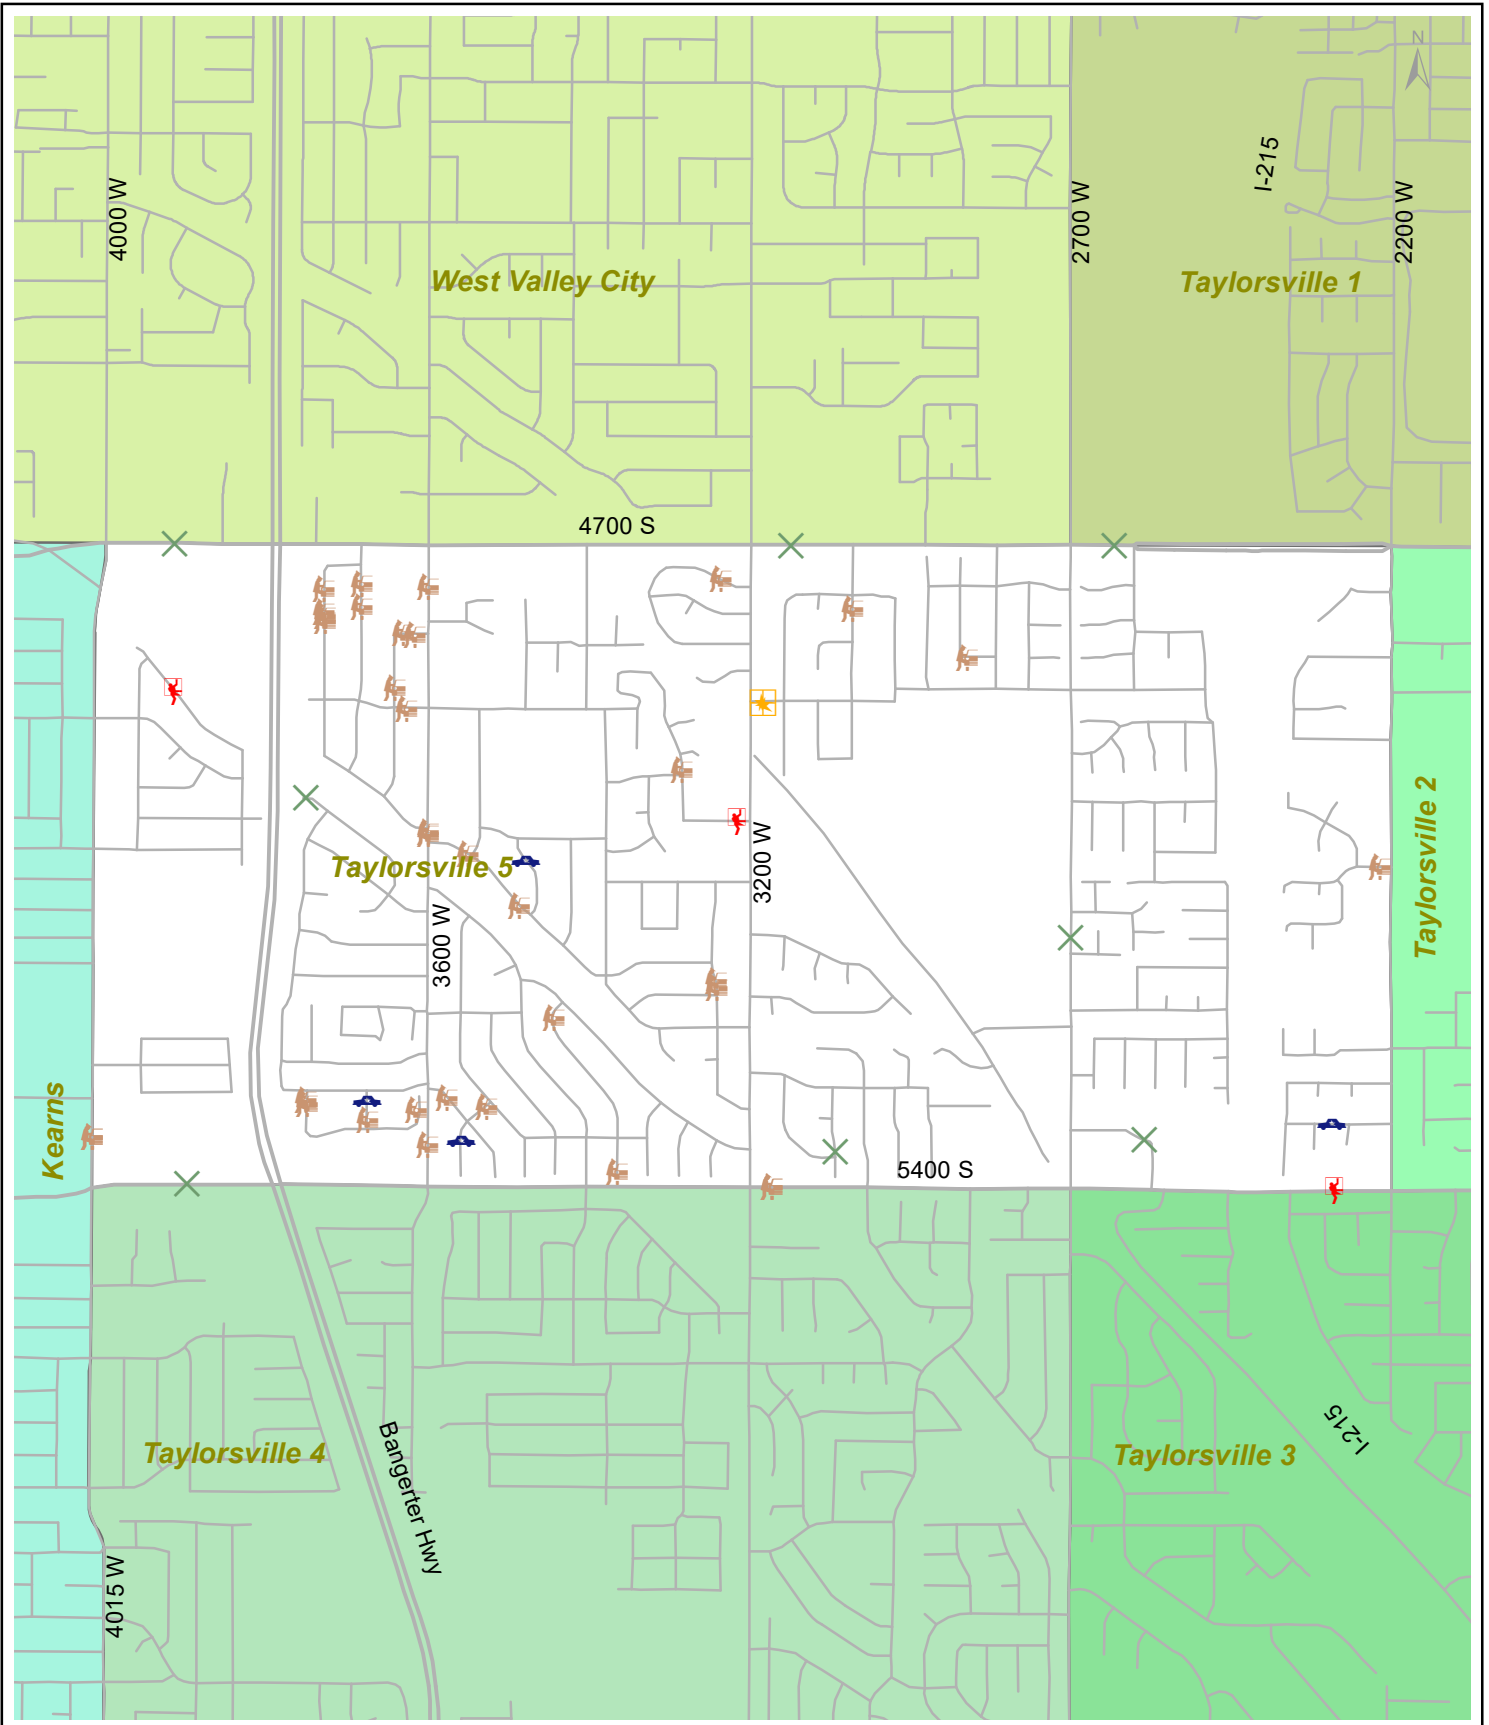 N
I-215
4000 W
2700 W
2200 W
West Valley City
Taylorsville 1
4700 S
Taylorsville 2
3200 W
Taylorsville 5
3600 W
Kearns
5400 S
Taylorsville 4
Bangerter Hwy
Taylorsville 3
I-215
4015 W